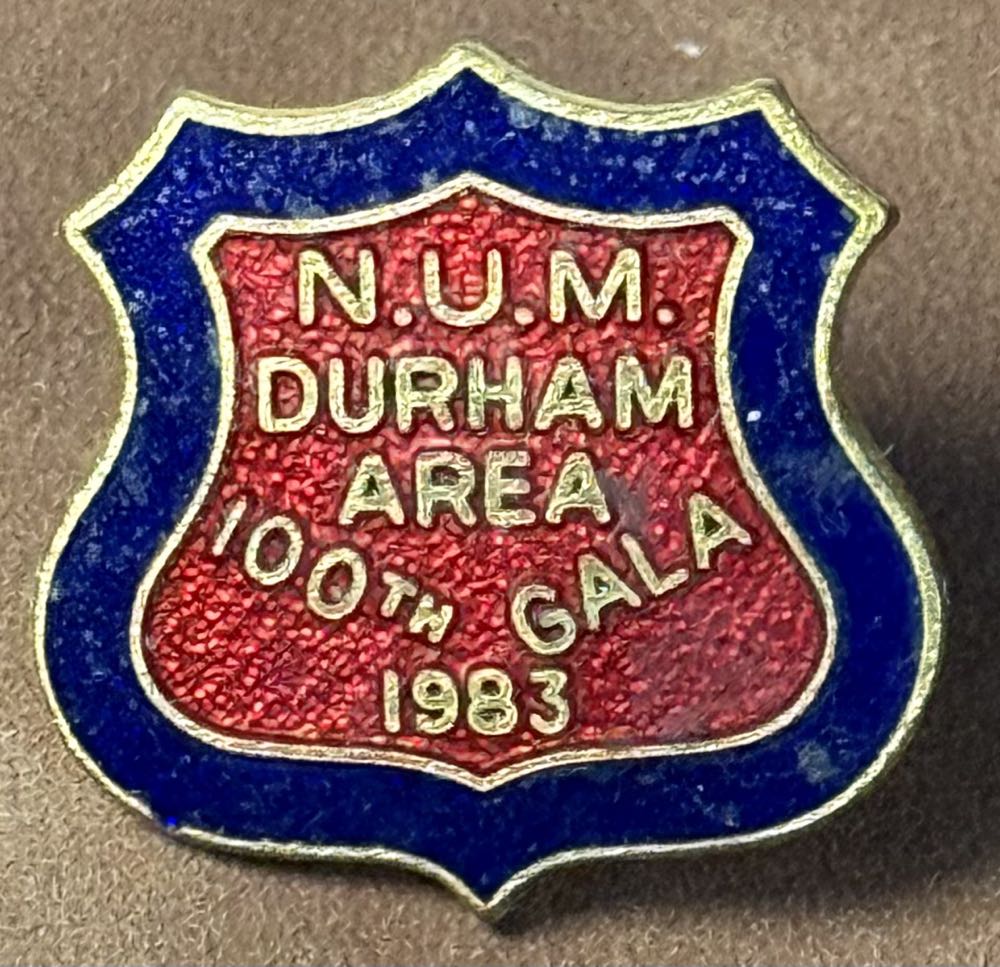 N.U.M.
DURHAM
AREA
100TH GALA
1983